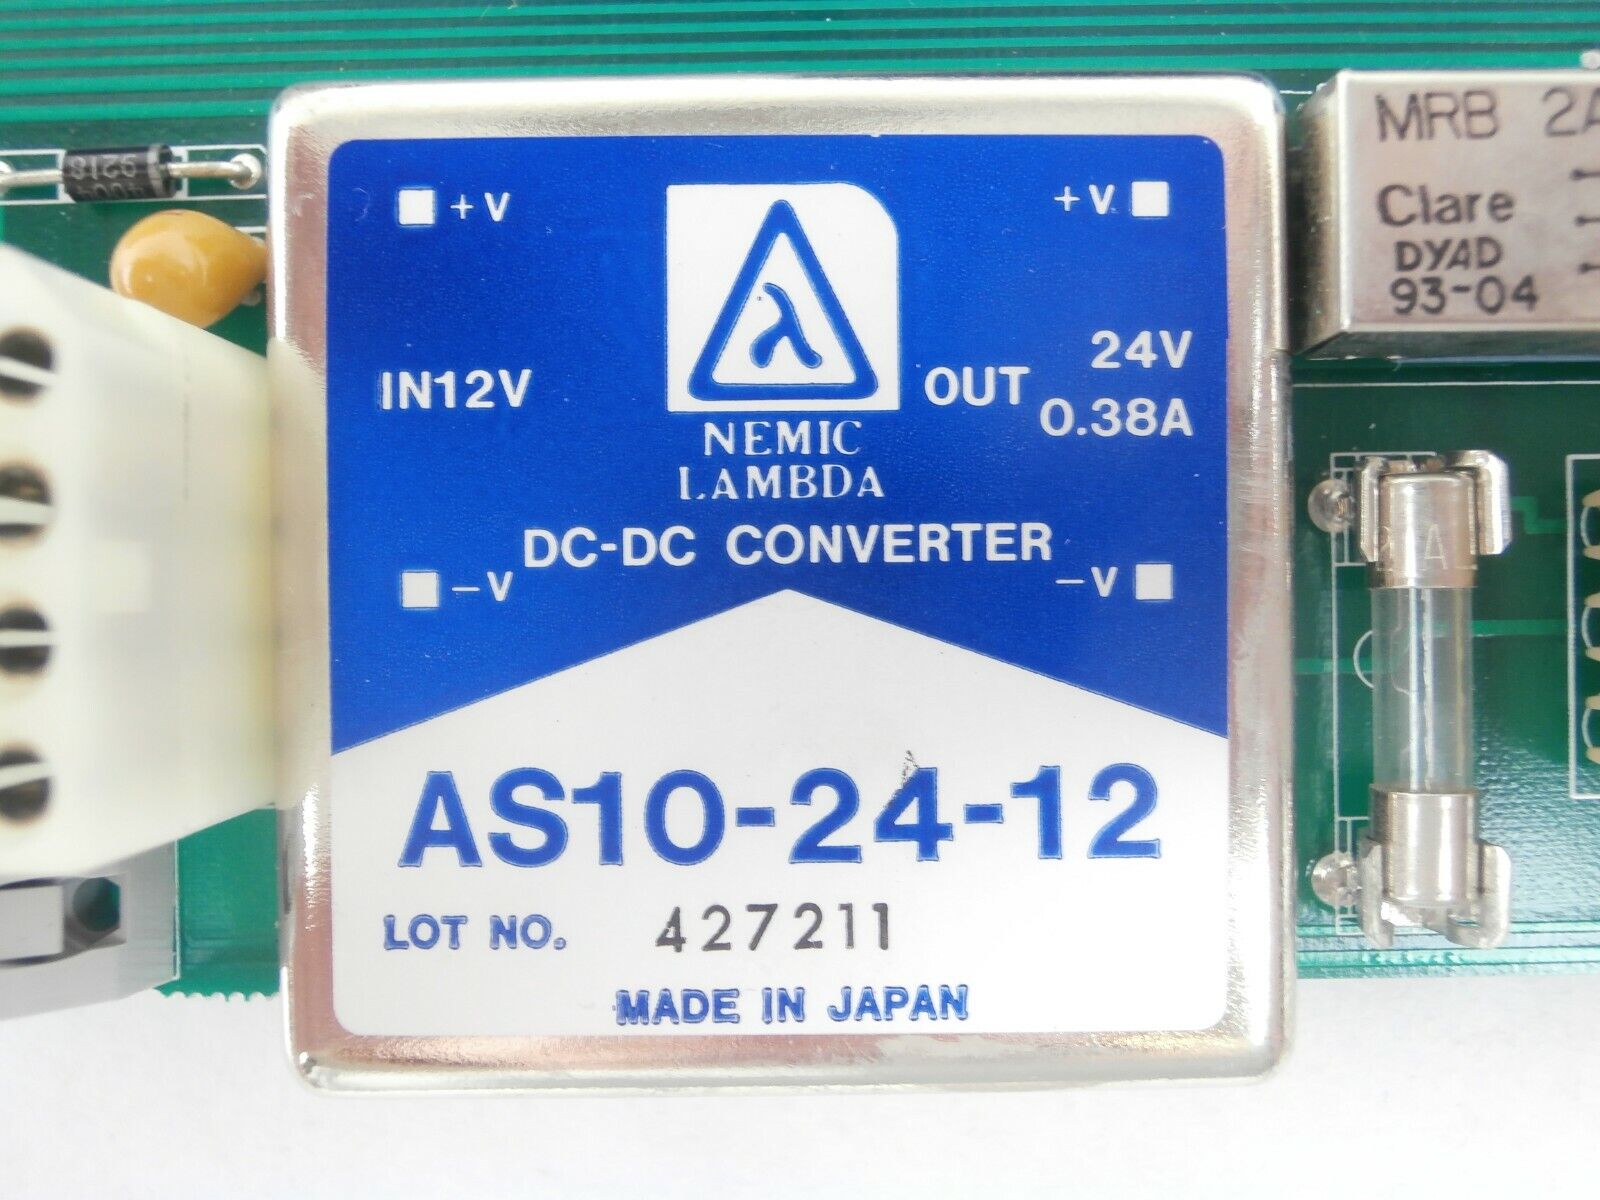 MRB 2A
Clare
DYAD
93-04
9218
+V
+V
λ
IN12V
OUT
24V
0.38A
NEMIC
LAMBDA
DC-DC CONVERTER
-V
-V
A
AS10-24-12
LOT NO. 427211
MADE IN JAPAN